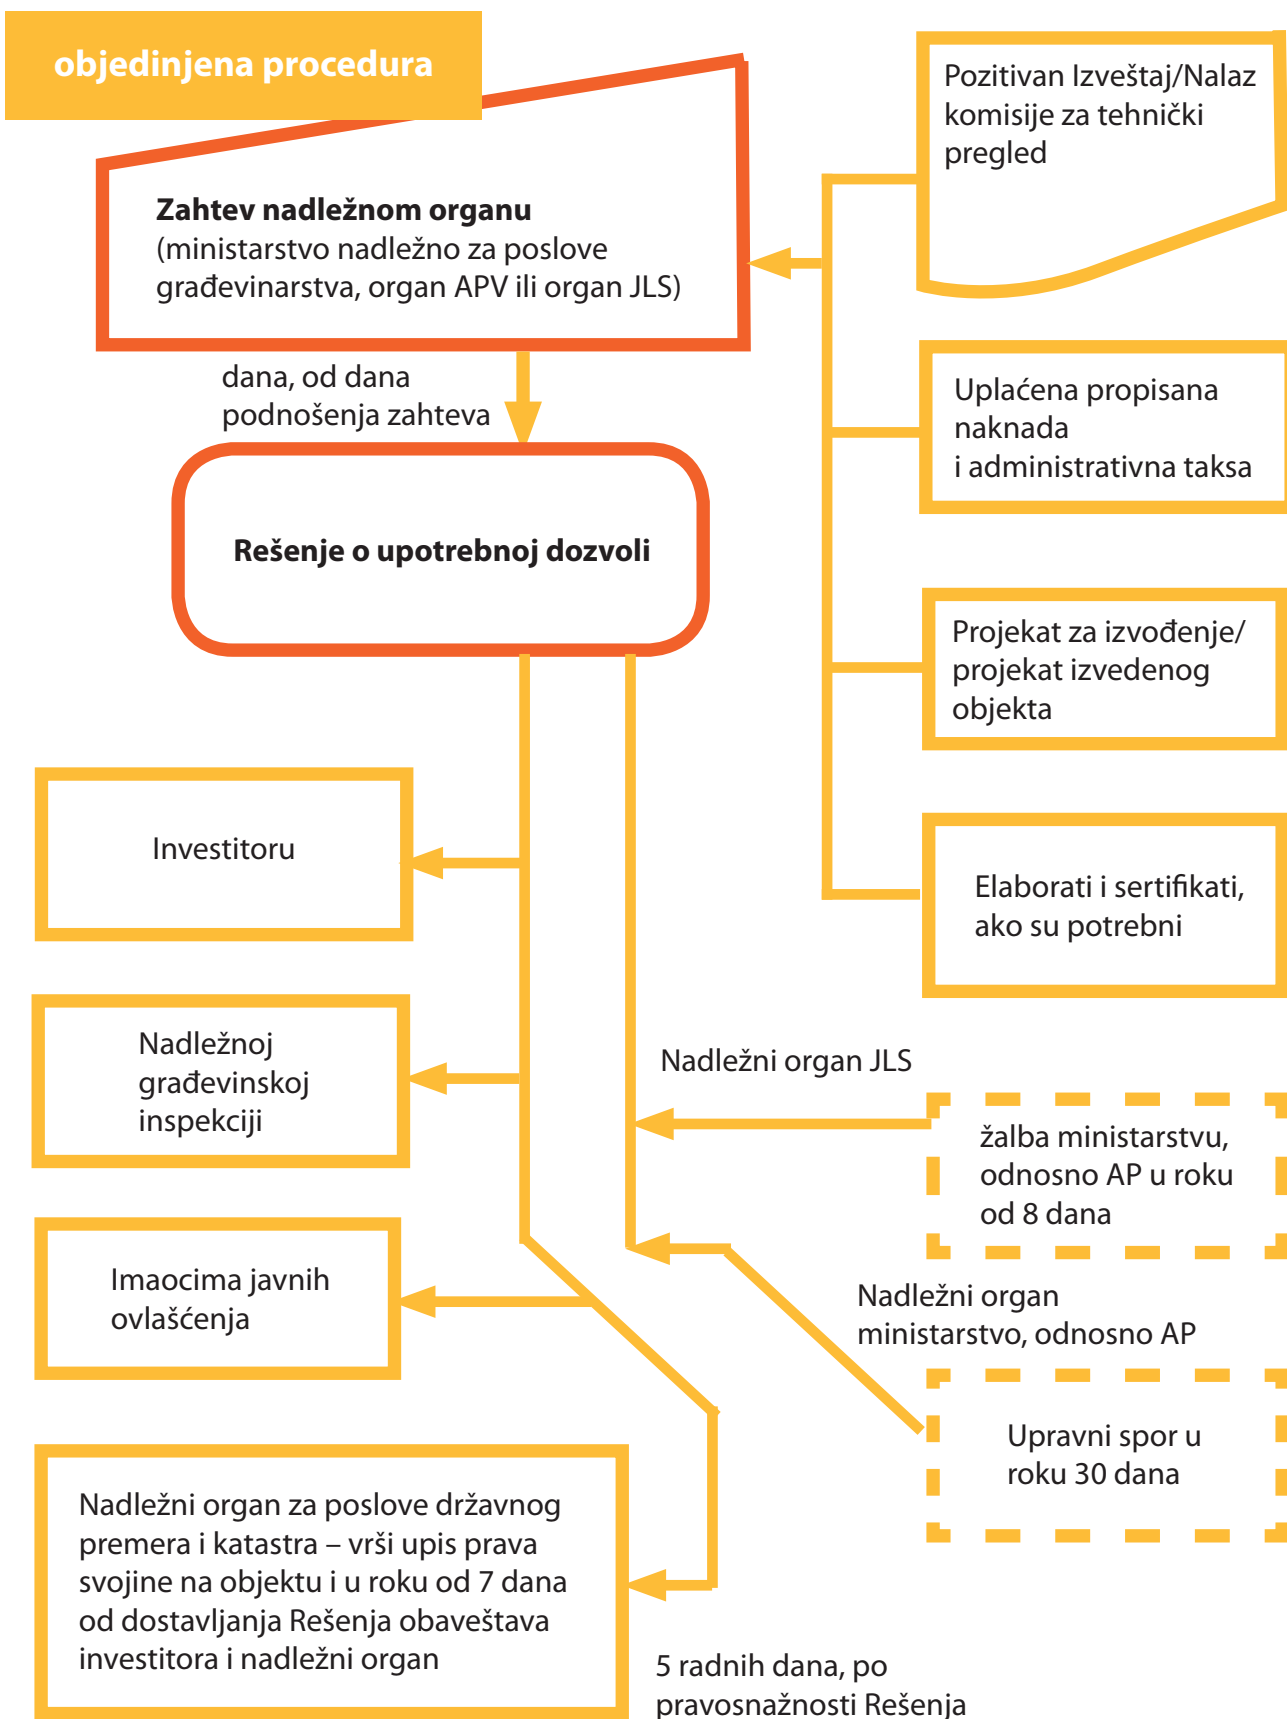 objedinjena procedura
Zahtev nadležnom organu
(ministarstvo nadležno za poslove
građevinarstva, organ APV ili organ JLS)
Pozitivan Izveštaj/Nalaz
komisije za tehnički
pregled
Uplaćena propisana
naknada
i administrativna taksa
Projekat za izvođenje/
projekat izvedenog
objekta
Elaborati i sertifikati,
ako su potrebni
dana, od dana
podnošenja zahteva
Rešenje o upotrebnoj dozvoli
Investitoru
Nadležnoj
građevinskoj
inspekciji
Imaocima javnih
ovlašćenja
Nadležni organ za poslove državnog
premera i katastra – vrši upis prava
svojine na objektu i u roku od 7 dana
od dostavljanja Rešenja obaveštava
investitora i nadležni organ
5 radnih dana, po
pravosnažnosti Rešenja
Nadležni organ JLS
žalba ministarstvu,
odnosno AP u roku
od 8 dana
Nadležni organ
ministarstvo, odnosno AP
Upravni spor u
roku 30 dana